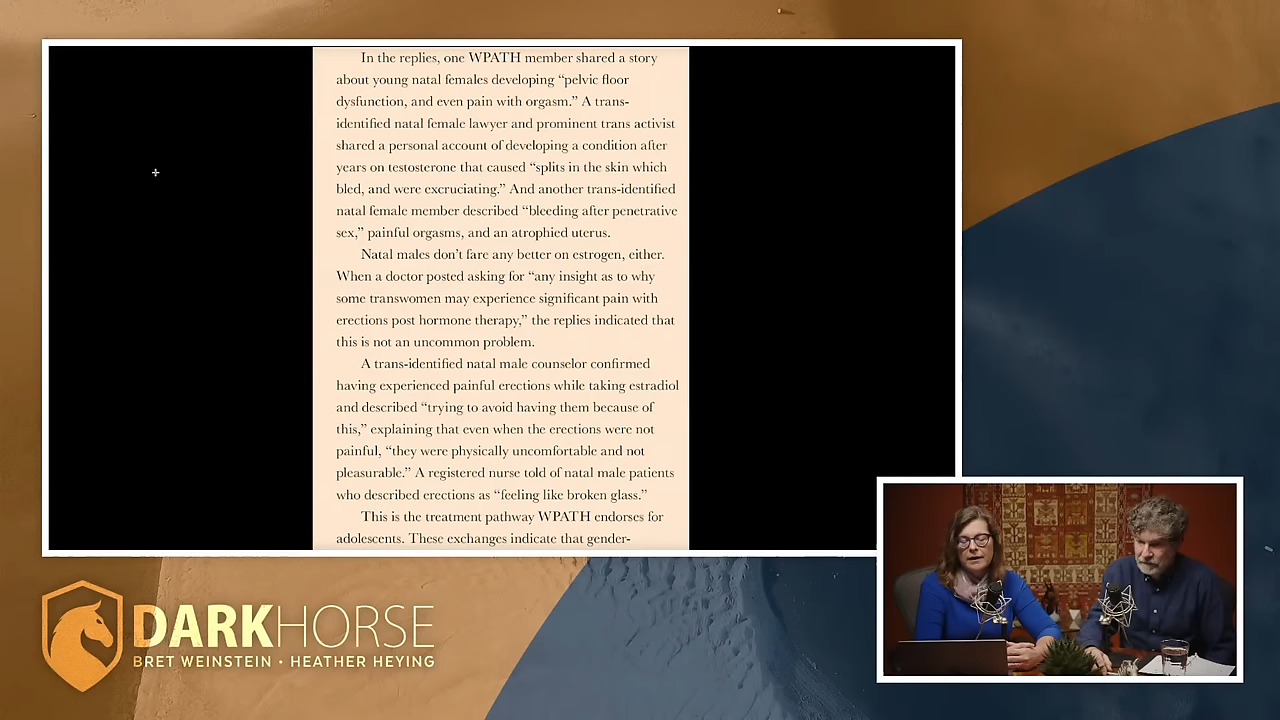 In the replies, one WPATH member shared a story
about young natal females developing “pelvic floor
dysfunction, and even pain with orgasm.” A trans-
identified natal female lawyer and prominent trans activist
shared a personal account of developing a condition after
years on testosterone that caused “splits in the skin which
bled, and were excruciating.” And another trans-identified
natal female member described “bleeding after penetrative
sex,” painful orgasms, and an atrophied uterus.
Natal males don’t fare any better on estrogen, either.
When a doctor posted asking for “any insight as to why
some transwomen may experience significant pain with
erections post hormone therapy,” the replies indicated that
this is not an uncommon problem.
A trans-identified natal male counselor confirmed
having experienced painful erections while taking estradiol
and described “trying to avoid having them because of
this,” explaining that even when the erections were not
painful, “they were physically uncomfortable and not
pleasurable.” A registered nurse told of natal male patients
who described erections as “feeling like broken glass.”
This is the treatment pathway WPATH endorses for
adolescents. These exchanges indicate that gender-
DARKHORSE
BRET WEINSTEIN • HEATHER HEYING